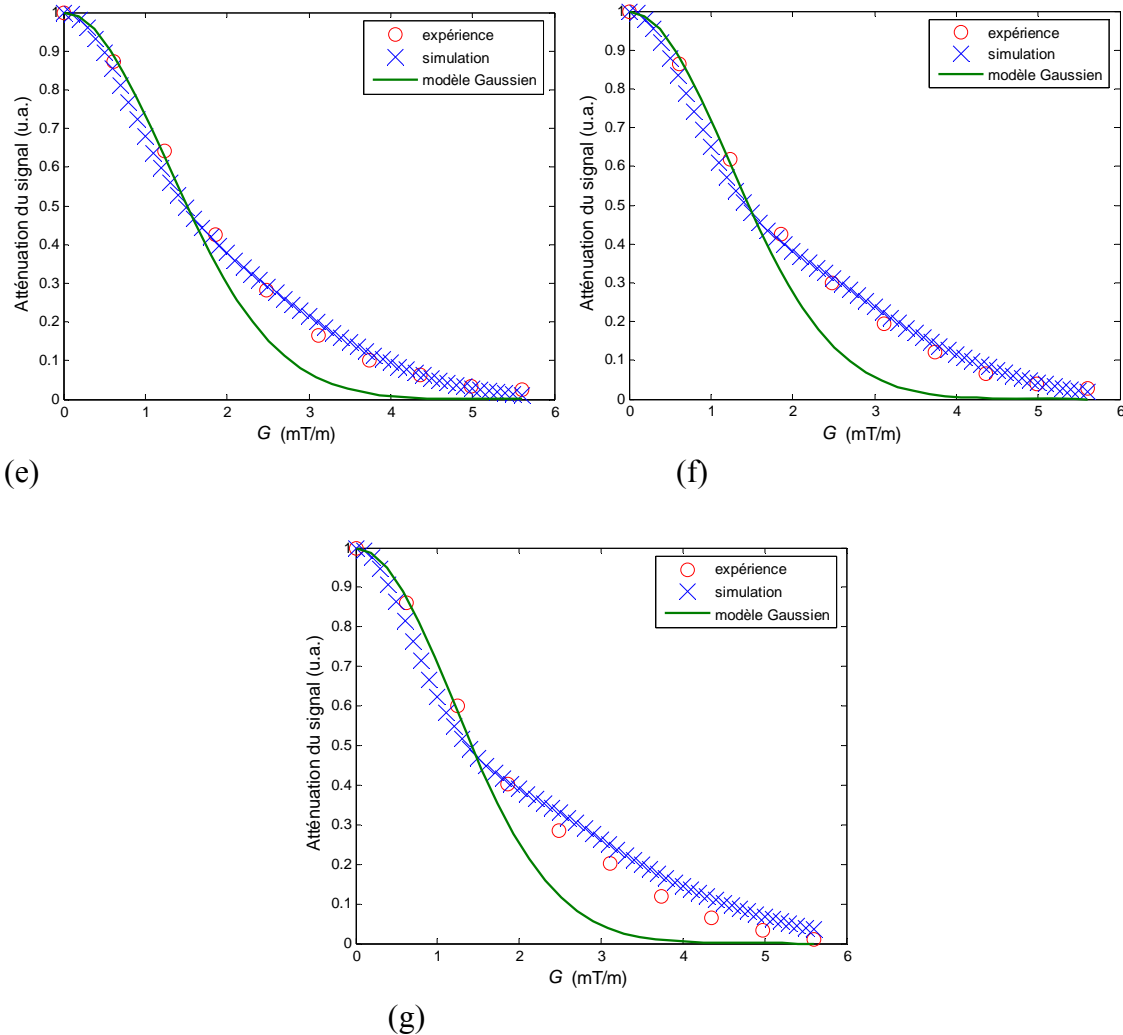 1
0.9
0.8
0.7
0.6
0.5
0.4
0.3
0.2
0.1
0
0 1 2 3 4 5 6
Atténuation du signal (u.a.)
G (mT/m)
expérience
simulation
modèle Gaussien
(e)
1
0.9
0.8
0.7
0.6
0.5
0.4
0.3
0.2
0.1
0
0 1 2 3 4 5 6
Atténuation du signal (u.a.)
G (mT/m)
expérience
simulation
modèle Gaussien
(f)
1
0.9
0.8
0.7
0.6
0.5
0.4
0.3
0.2
0.1
0
0 1 2 3 4 5 6
Atténuation du signal (u.a.)
G (mT/m)
expérience
simulation
modèle Gaussien
(g)